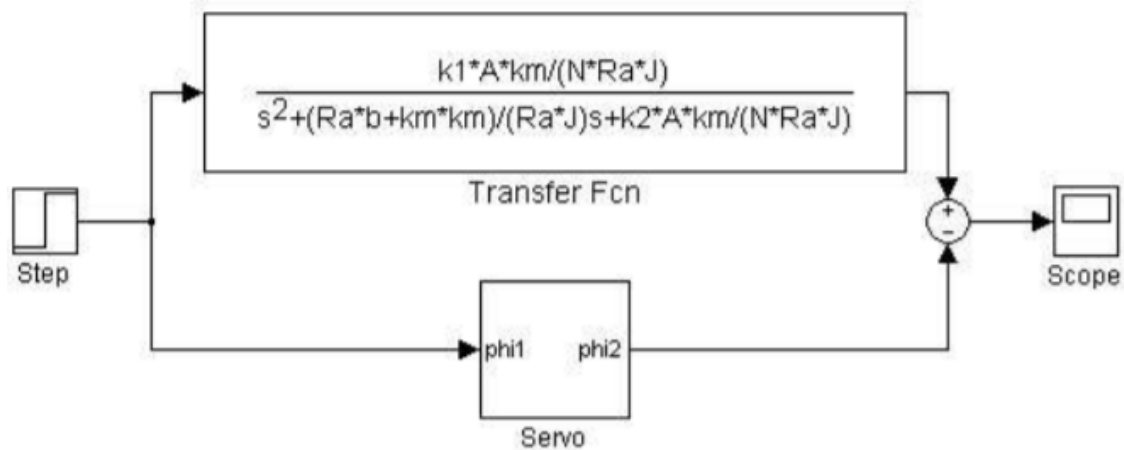 k1*A*km/(N*Ra*J)
s²+(Ra*b+km*km)/(Ra*J)s+k2*A*km/(N*Ra*J)
Transfer Fcn
Step
+
−
Scope
phi1 phi2
Servo